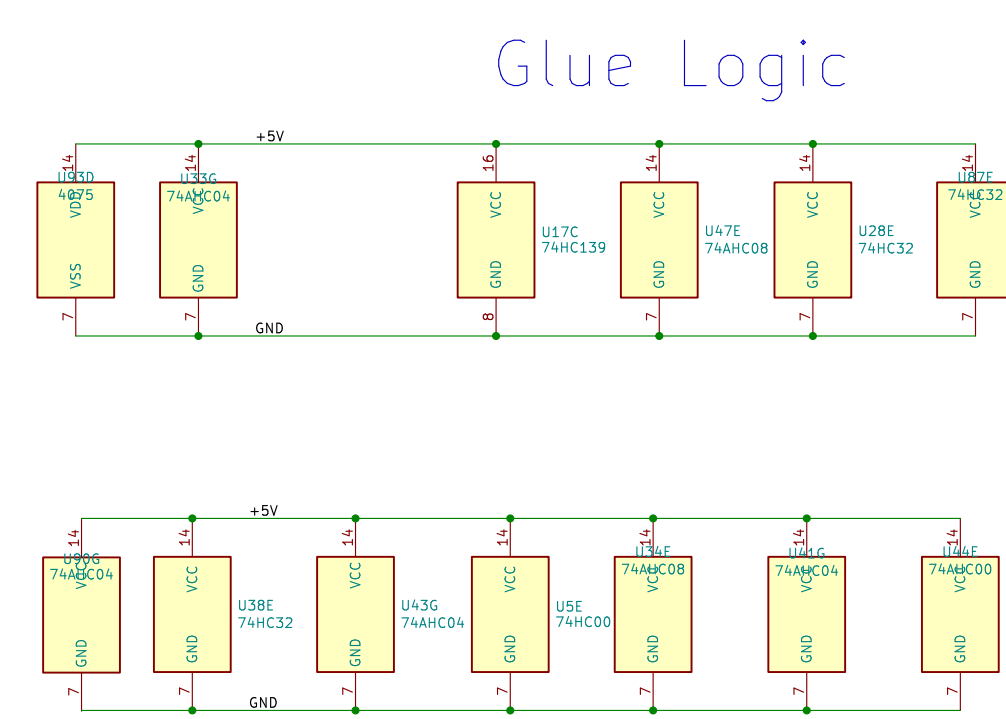 Glue Logic
+5V
14 14 16 14 14 14
U93D U33G U87E
4075 74AHC04 74HC32
VDD VCC VCC VCC VCC VCC
U17C U47E U28E
74HC139 74AHC08 74HC32
VSS GND GND GND GND GND
7 7 8 7 7 7
GND
+5V
14 14 14 14 14 14 14
U90G U34E U41G U44E
74AHC04 74AHC08 74AHC04 74AHC00
VCC VCC VCC VCC VCC VCC VCC
U38E U43G U5E
74HC32 74AHC04 74HC00
GND GND GND GND GND GND GND
7 7 7 7 7 7 7
GND